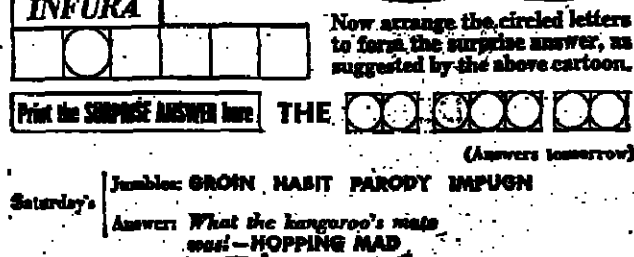 INFURA
Now arrange the circled letters
to form the surprise answer, as
suggested by the above cartoon.
Print the SURPRISE ANSWER here THE
(Answers tomorrow)
Saturday's
Jumbles: GROIN HABIT PARODY IMPUGN
Answer: What the kangaroo's mate
was!—HOPPING MAD